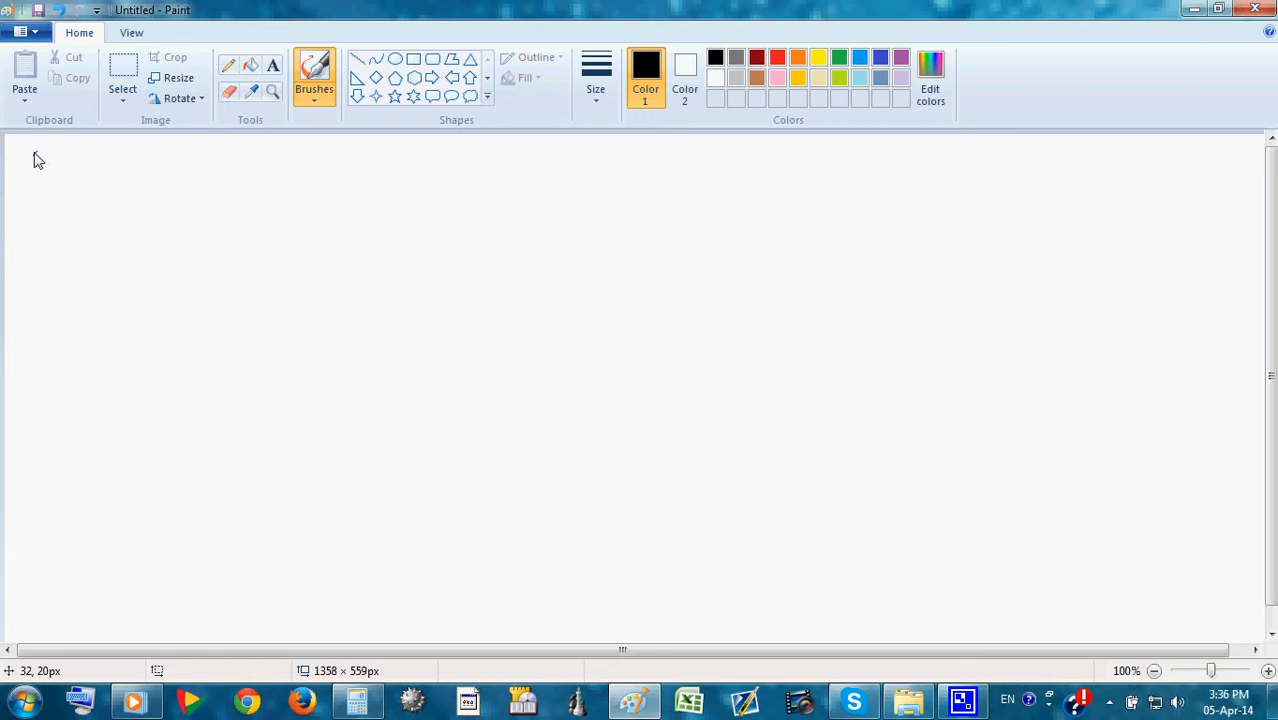 Untitled - Paint
Home View
Paste
Cut
Copy
Clipboard
Select
Crop
Resize
Rotate
Image
A
Tools
Brushes
Shapes
Outline
Fill
Size
Color 1
Color 2
Edit colors
Colors
32, 20px
1358 × 559px
100%
EN
3:36 PM
05-Apr-14